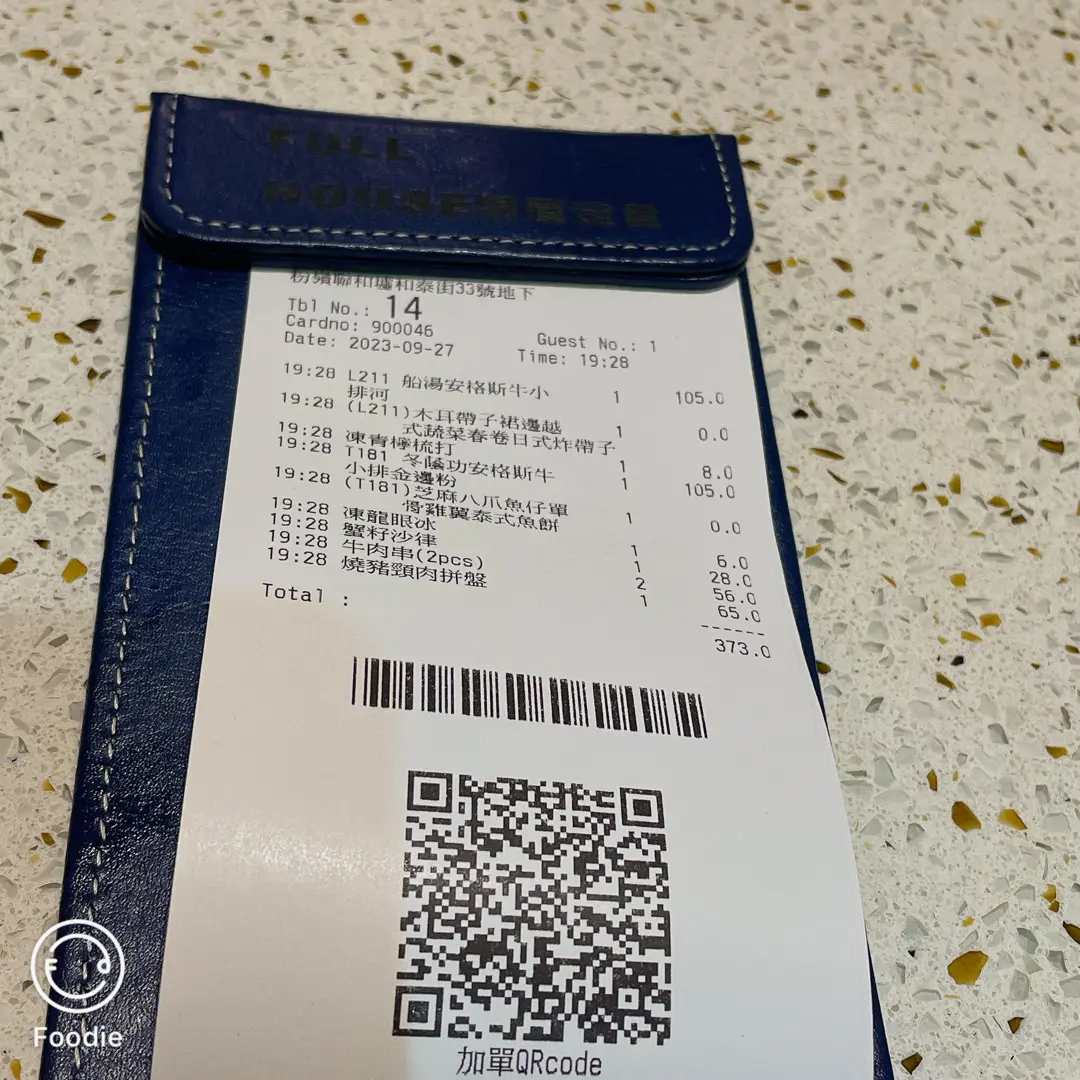 FULL
HOUSE
粉嶺聯和墟和泰街33號地下
Tbl No.: 14
Cardno: 900046 Guest No.: 1
Date: 2023-09-27 Time: 19:28
19:28 L211 船湯安格斯牛小 1 105.0
排河
19:28 (L211)木耳帶子裙邊越 1 0.0
式蔬菜春卷日式炸帶子
19:28 凍青檸梳打 1 8.0
19:28 T181 冬蔭功安格斯牛 1 105.0
小排金邊粉
19:28 (T181)芝麻八爪魚仔單 1 0.0
骨雞翼泰式魚餅
19:28 凍龍眼冰 1 6.0
19:28 蟹籽沙律 1 28.0
19:28 牛肉串(2pcs) 2 56.0
19:28 燒豬頸肉拼盤 1 65.0
------
Total : 373.0
加單QRcode
Foodie